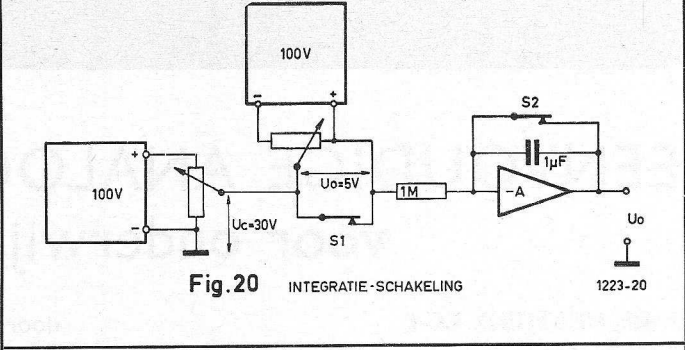 100V
− +
100V
+
−
Uo=5V
Uc=30V
S1
1M
S2
1µF
−A
Uo
Fig.20 INTEGRATIE-SCHAKELING
1223-20